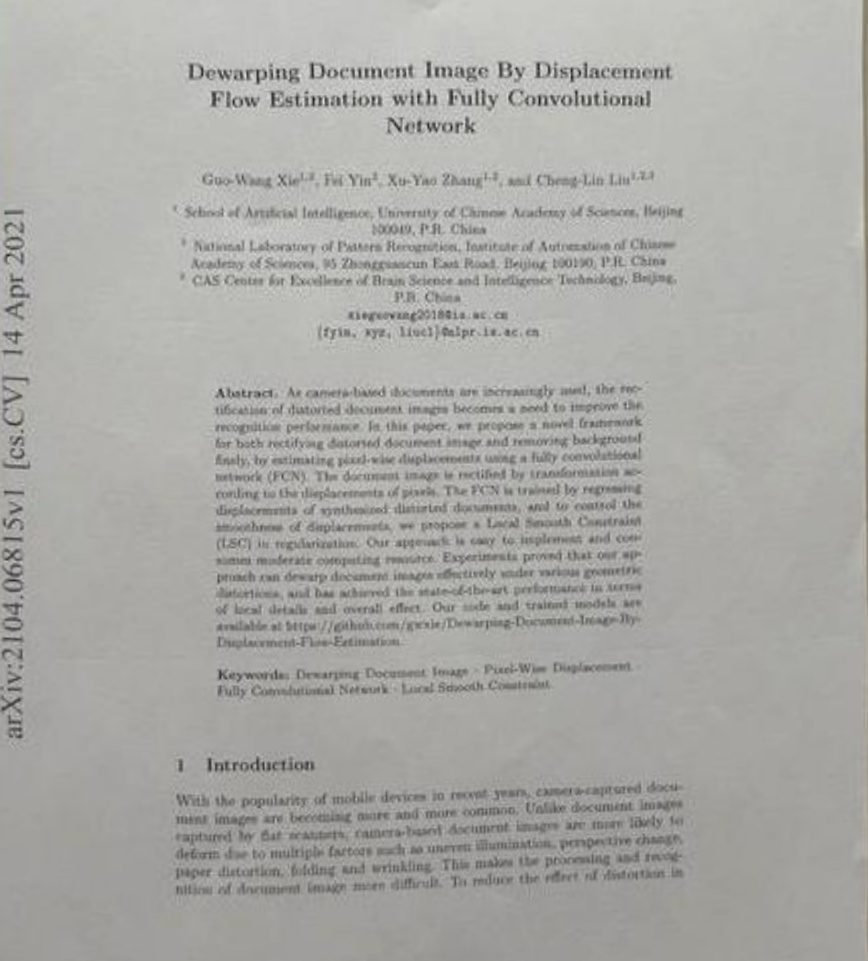 Dewarping Document Image By Displacement
Flow Estimation with Fully Convolutional
Network
Guo-Wang Xie1,2, Fei Yin2, Xu-Yao Zhang1,2, and Cheng-Lin Liu1,2,3
1 School of Artificial Intelligence, University of Chinese Academy of Sciences, Beijing
100049, P.R. China
2 National Laboratory of Pattern Recognition, Institute of Automation of Chinese
Academy of Sciences, 95 Zhongguancun East Road, Beijing 100190, P.R. China
3 CAS Center for Excellence of Brain Science and Intelligence Technology, Beijing,
P.R. China
xieguowang2018@ia.ac.cn
{fyin, xyz, liucl}@nlpr.ia.ac.cn
Abstract. As camera-based documents are increasingly used, the rec-
tification of distorted document images becomes a need to improve the
recognition performance. In this paper, we propose a novel framework
for both rectifying distorted document image and removing background
finely, by estimating pixel-wise displacements using a fully convolutional
network (FCN). The document image is rectified by transformation ac-
cording to the displacements of pixels. The FCN is trained by regressing
displacements of synthesized distorted documents, and to control the
smoothness of displacements, we propose a Local Smooth Constraint
(LSC) in regularization. Our approach is easy to implement and con-
sumes moderate computing resource. Experiments proved that our ap-
proach can dewarp document images effectively under various geometric
distortions, and has achieved the state-of-the-art performance in terms
of local details and overall effect. Our code and trained models are
available at https://github.com/gwxie/Dewarping-Document-Image-By-
Displacement-Flow-Estimation.
Keywords: Dewarping Document Image · Pixel-Wise Displacement ·
Fully Convolutional Network · Local Smooth Constraint
1 Introduction
With the popularity of mobile devices in recent years, camera-captured docu-
ment images are becoming more and more common. Unlike document images
captured by flat scanners, camera-based document images are more likely to
deform due to multiple factors such as uneven illumination, perspective change,
paper distortion, folding and wrinkling. This makes the processing and recog-
nition of document image more difficult. To reduce the effect of distortion in
arXiv:2104.06815v1 [cs.CV] 14 Apr 2021